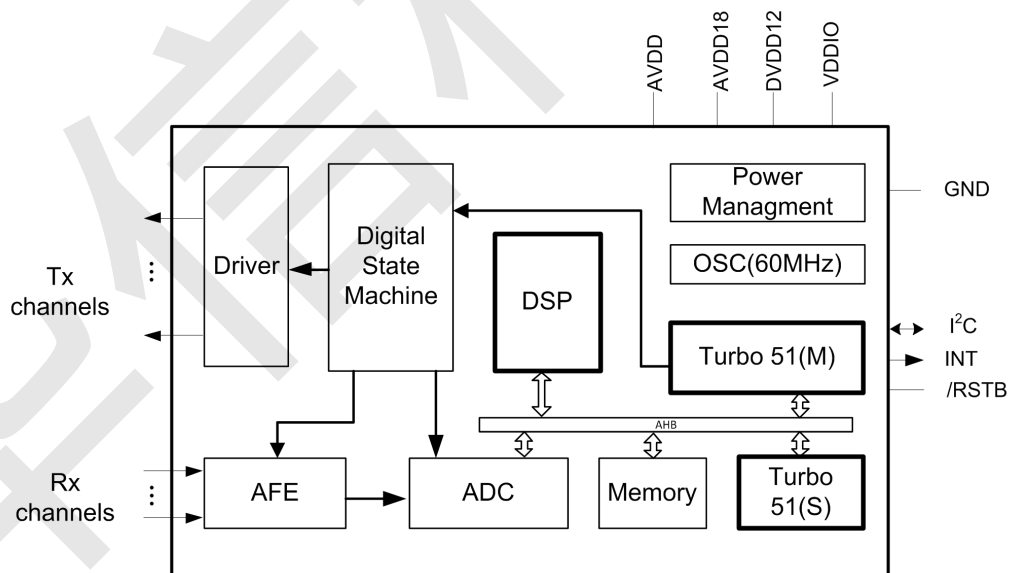 AVDD
AVDD18
DVDD12
VDDIO
Power
Managment
GND
Driver
Digital
State
Machine
OSC(60MHz)
DSP
Tx
channels
Turbo 51(M)
I²C
INT
/RSTB
AHB
Rx
channels
AFE
ADC
Memory
Turbo
51(S)